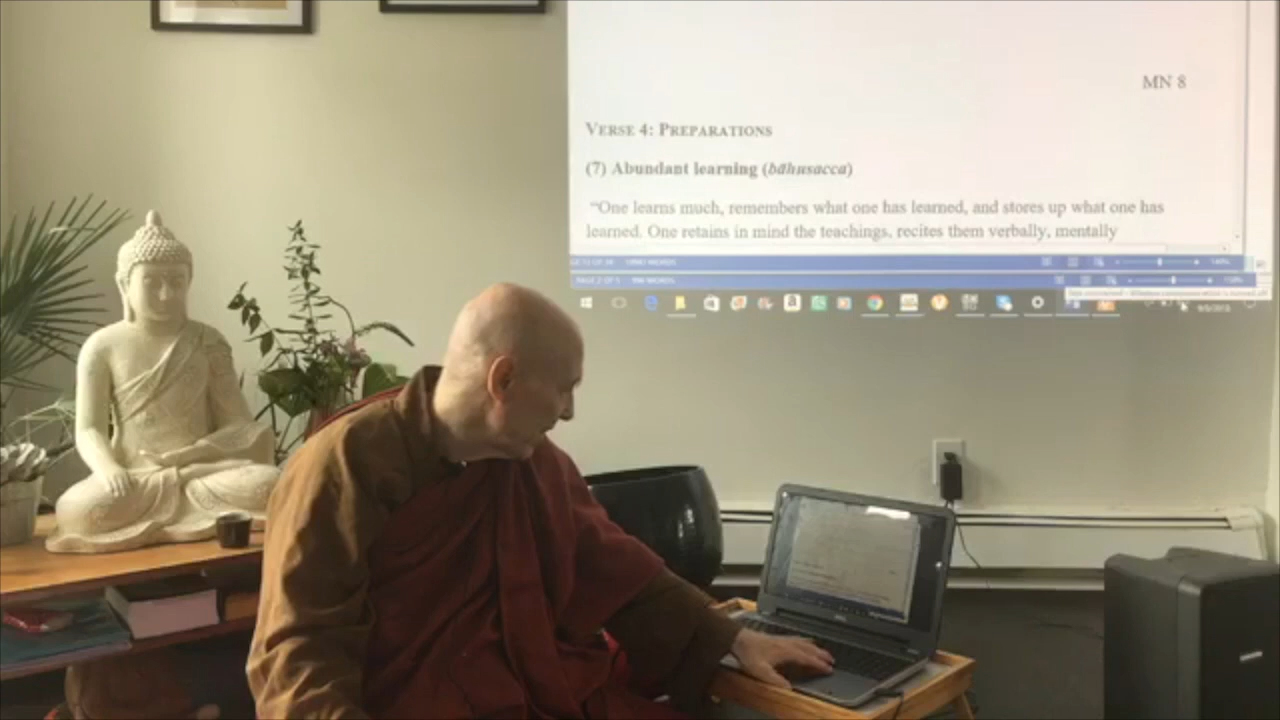 MN 8
VERSE 4: PREPARATIONS
(7) Abundant learning (bāhusacca)
“One learns much, remembers what one has learned, and stores up what one has
learned. One retains in mind the teachings, recites them verbally, mentally